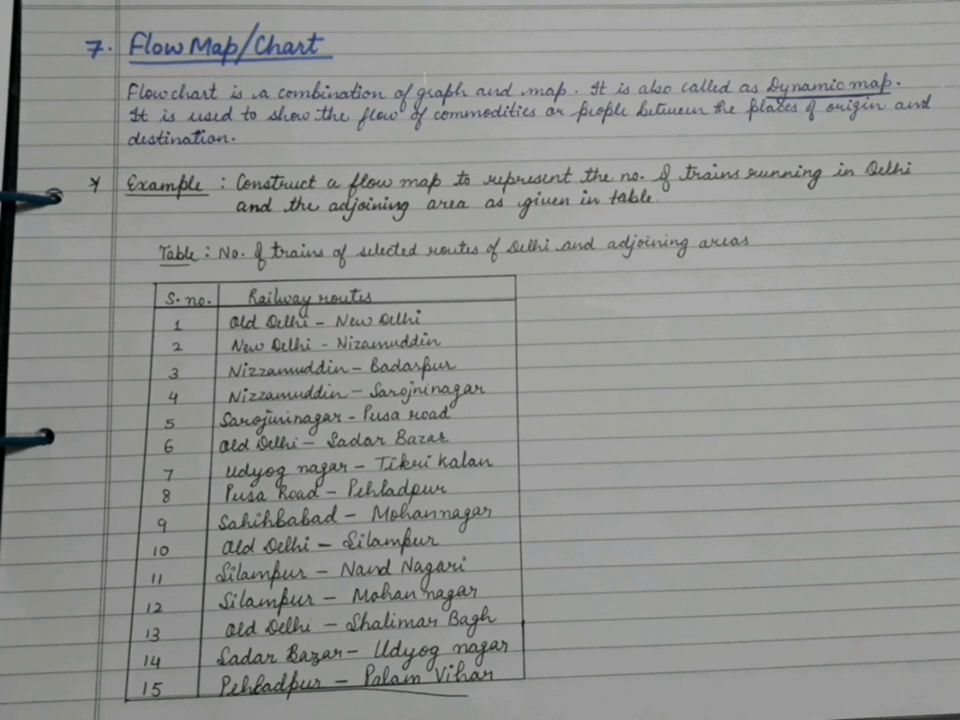 7. Flow Map/Chart
Flowchart is a combination of graph and map. It is also called as Dynamic map.
It is used to show the flow of commodities or people between the places of origin and
destination.
* Example : Construct a flow map to represent the no. of trains running in Delhi
and the adjoining area as given in table.
Table : No. of trains of selected routes of Delhi and adjoining areas
S. no. Railway routes
1 Old Delhi - New Delhi
2 New Delhi - Nizamuddin
3 Nizzamuddin - Badarpur
4 Nizzamuddin - Sarojninagar
5 Sarojininagar - Pusa road
6 Old Delhi - Sadar Bazar
7 Udyog nagar - Tikri Kalan
8 Pusa Road - Pehladpur
9 Sahihbabad - Mohannagar
10 Old Delhi - Silampur
11 Silampur - Nand Nagari
12 Silampur - Mohan nagar
13 Old Delhi - Shalimar Bagh
14 Sadar Bazar - Udyog nagar
15 Pehladpur - Palam Vihar